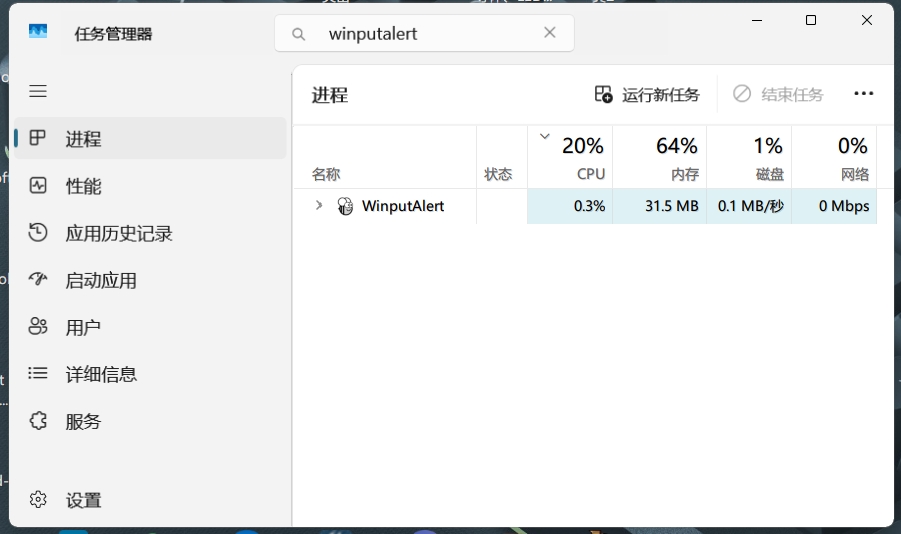 任务管理器
winputalert
进程
运行新任务
结束任务
进程
性能
应用历史记录
启动应用
用户
详细信息
服务
设置
20% 64% 1% 0%
名称 状态 CPU 内存 磁盘 网络
WinputAlert 0.3% 31.5 MB 0.1 MB/秒 0 Mbps